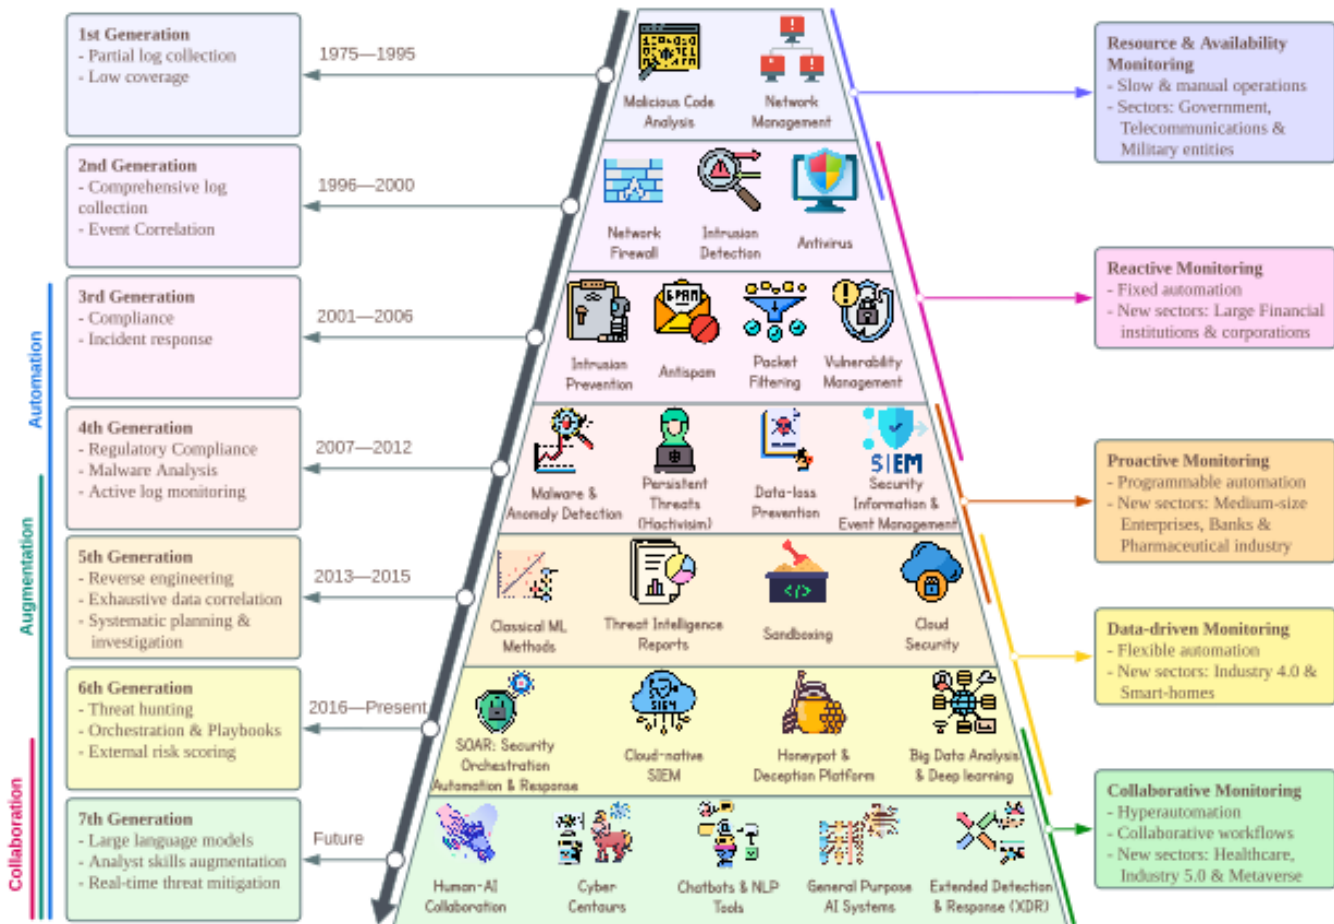 1st Generation
- Partial log collection
- Low coverage
1975—1995
Malicious Code
Analysis
Network
Management
Resource & Availability
Monitoring
- Slow & manual operations
- Sectors: Government,
Telecommunications &
Military entities
2nd Generation
- Comprehensive log
collection
- Event Correlation
1996—2000
Network
Firewall
Intrusion
Detection
Antivirus
Reactive Monitoring
- Fixed automation
- New sectors: Large Financial
institutions & corporations
3rd Generation
- Compliance
- Incident response
2001—2006
Intrusion
Prevention
SPAM
Antispam
Packet
Filtering
Vulnerability
Management
4th Generation
- Regulatory Compliance
- Malware Analysis
- Active log monitoring
2007—2012
Malware &
Anomaly Detection
Persistent
Threats
(Hactivisim)
Data-loss
Prevention
SIEM
Security
Information &
Event Management
Proactive Monitoring
- Programmable automation
- New sectors: Medium-size
Enterprises, Banks &
Pharmaceutical industry
5th Generation
- Reverse engineering
- Exhaustive data correlation
- Systematic planning &
investigation
2013—2015
Classical ML
Methods
Threat Intelligence
Reports
</>
Sandboxing
Cloud
Security
Data-driven Monitoring
- Flexible automation
- New sectors: Industry 4.0 &
Smart-homes
6th Generation
- Threat hunting
- Orchestration & Playbooks
- External risk scoring
2016—Present
SOAR: Security
Orchestration
Automation & Response
SIEM
Cloud-native
SIEM
Honeypot &
Deception Platform
Big Data Analysis
& Deep learning
Collaborative Monitoring
- Hyperautomation
- Collaborative workflows
- New sectors: Healthcare,
Industry 5.0 & Metaverse
7th Generation
- Large language models
- Analyst skills augmentation
- Real-time threat mitigation
Future
Human-AI
Collaboration
Cyber
Centaurs
Chatbots & NLP
Tools
General Purpose
AI Systems
Extended Detection
& Response (XDR)
Automation
Augmentation
Collaboration